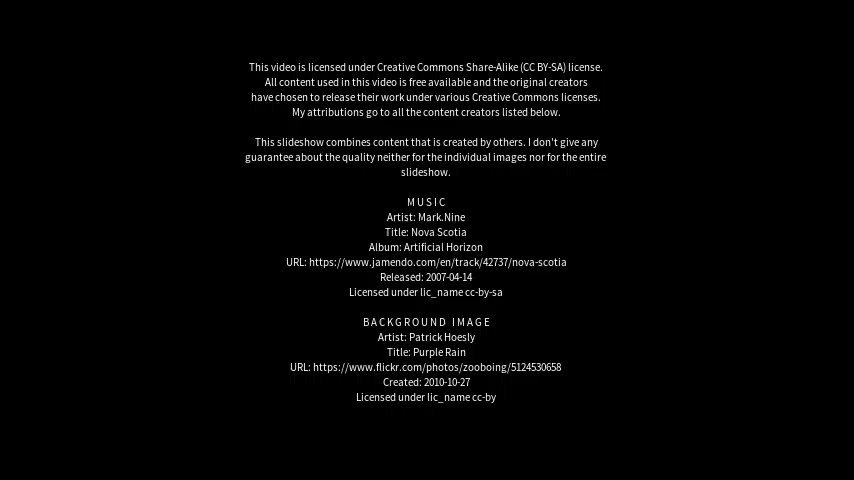 This video is licensed under Creative Commons Share-Alike (CC BY-SA) license.
All content used in this video is free available and the original creators
have chosen to release their work under various Creative Commons licenses.
My attributions go to all the content creators listed below.
This slideshow combines content that is created by others. I don't give any
guarantee about the quality neither for the individual images nor for the entire
slideshow.
MUSIC
Artist: Mark.Nine
Title: Nova Scotia
Album: Artificial Horizon
URL: https://www.jamendo.com/en/track/42737/nova-scotia
Released: 2007-04-14
Licensed under lic_name cc-by-sa
BACKGROUND IMAGE
Artist: Patrick Hoesly
Title: Purple Rain
URL: https://www.flickr.com/photos/zooboing/5124530658
Created: 2010-10-27
Licensed under lic_name cc-by